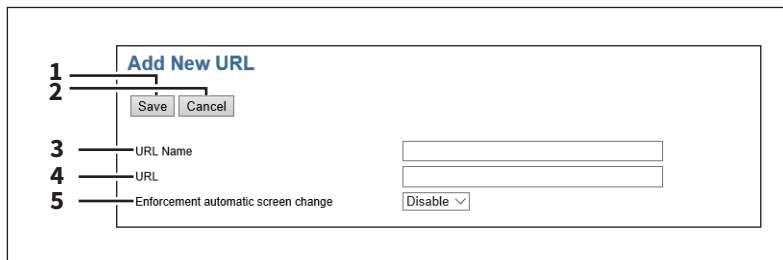 Add New URL
1
2
Save Cancel
3 URL Name
4 URL
5 Enforcement automatic screen change Disable